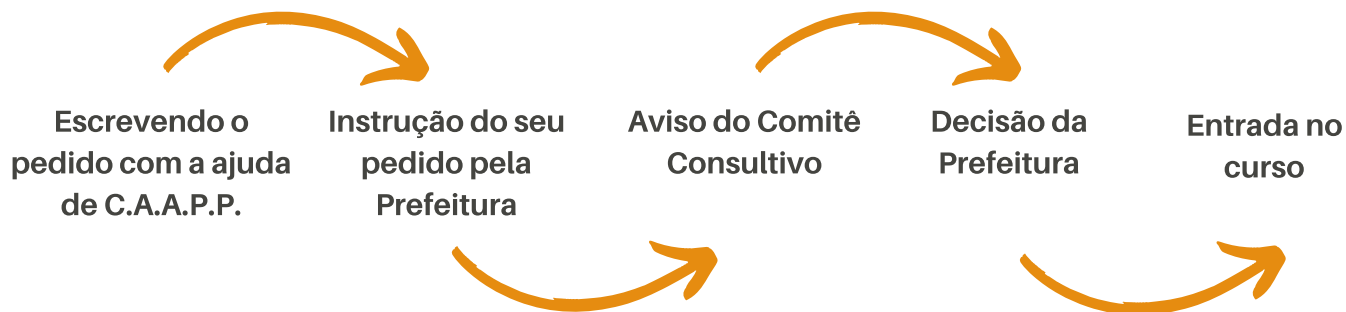 Escrevendo o
pedido com a ajuda
de C.A.A.P.P.
Instrução do seu
pedido pela
Prefeitura
Aviso do Comitê
Consultivo
Decisão da
Prefeitura
Entrada no
curso